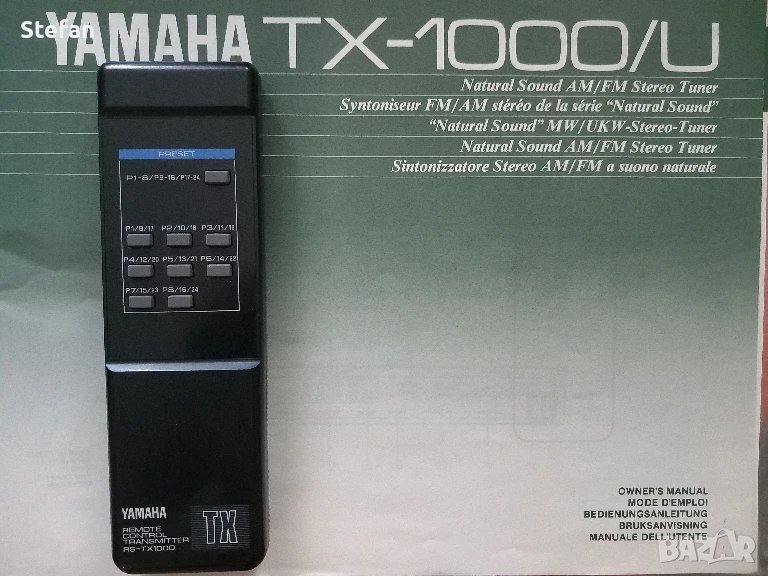 Stefan
YAMAHA TX-1000/U
Natural Sound AM/FM Stereo Tuner
Syntoniseur FM/AM stéréo de la série "Natural Sound"
"Natural Sound" MW/UKW-Stereo-Tuner
Natural Sound AM/FM Stereo Tuner
Sintonizzatore Stereo AM/FM a suono naturale
PRESET
P1-8/P9-16/P17-24
P1/9/17 P2/10/18 P3/11/19
P4/12/20 P5/13/21 P6/14/22
P7/15/23 P8/16/24
YAMAHA
REMOTE
CONTROL
TRANSMITTER
RS-TX1000
TX
OWNER'S MANUAL
MODE D'EMPLOI
BEDIENUNGSANLEITUNG
BRUKSANVISNING
MANUALE DELL'UTENTE
BAZAR